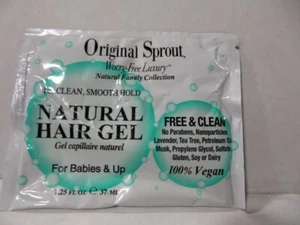 Original Sprout
Worry-Free Luxury
Natural Family Collection
CLEAN, SMOOTH HOLD
NATURAL
HAIR GEL
Gel capillaire naturel
For Babies & Up
1.25 FL OZ 37 ML
FREE & CLEAN
No Parabens, Nanoparticles
Lavender, Tea Tree, Petroleum
Musk, Propylene Glycol,
Gluten, Soy or Dairy
100% Vegan